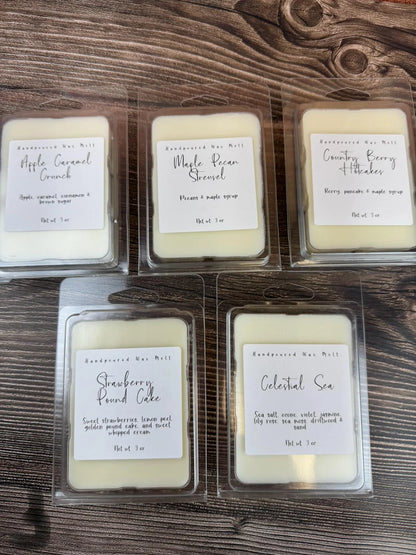 Handpoured Wax Melt
Apple Caramel
Crunch
Apple, caramel, cinnamon &
brown sugar
Net wt. 3 oz
Handpoured Wax Melt
Maple Pecan
Streusel
Pecans & maple syrup
Net wt. 3 oz
Handpoured Wax Melt
Country Berry
Hotcakes
Berry, pancake & maple syrup
Net wt. 3 oz
Handpoured Wax Melt
Strawberry
Pound Cake
Sweet strawberries, lemon peel,
golden pound cake, and sweet
whipped cream
Net wt. 3 oz
Handpoured Wax Melt
Celestial Sea
Sea salt, ozone, violet, jasmine,
lily, rose, sea moss, driftwood &
sand
Net wt. 3 oz